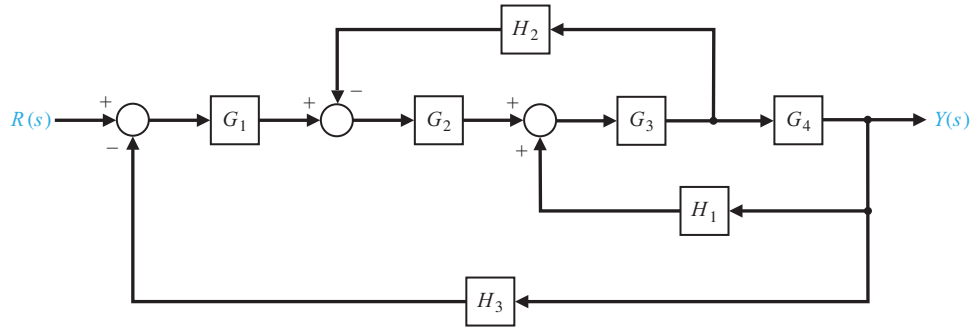 H₂
+
−
+
+
R(s)
G₁
G₂
G₃
G₄
Y(s)
−
+
H₁
H₃